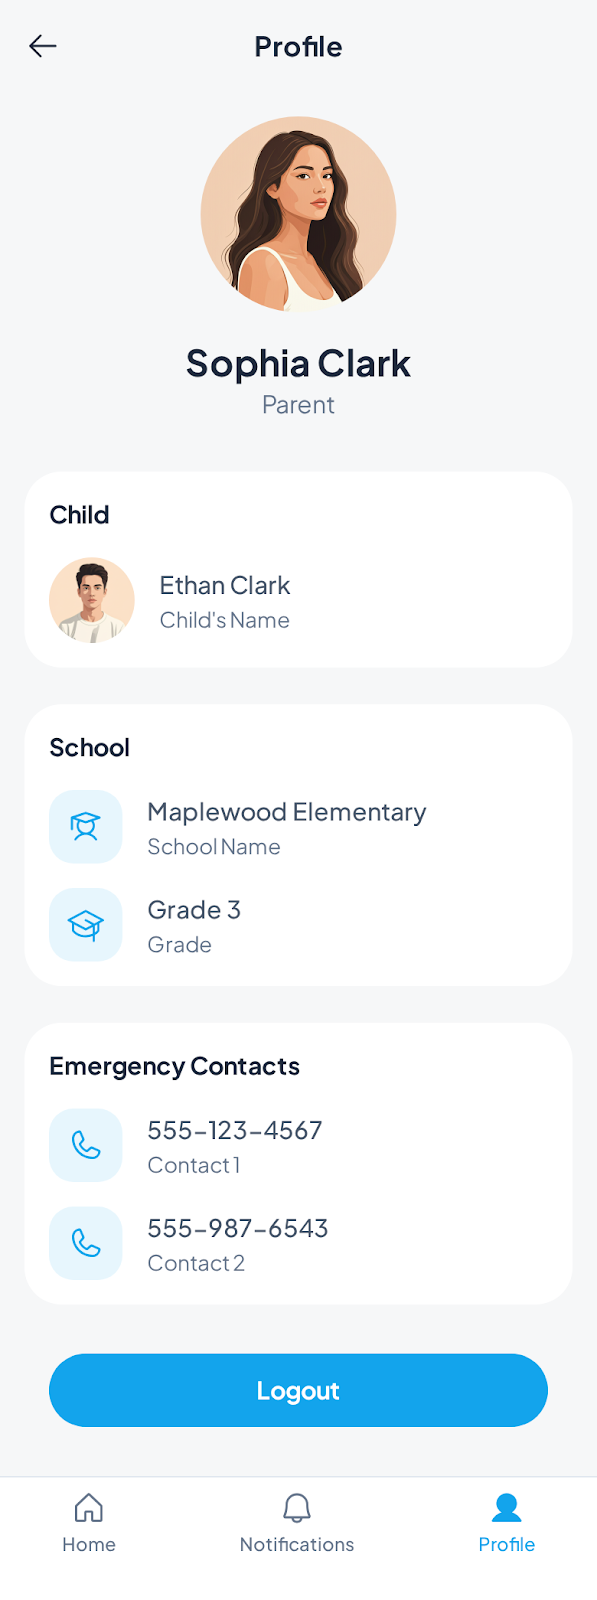 Profile
Sophia Clark
Parent
Child
Ethan Clark
Child's Name
School
Maplewood Elementary
School Name
Grade 3
Grade
Emergency Contacts
555-123-4567
Contact 1
555-987-6543
Contact 2
Logout
Home Notifications Profile